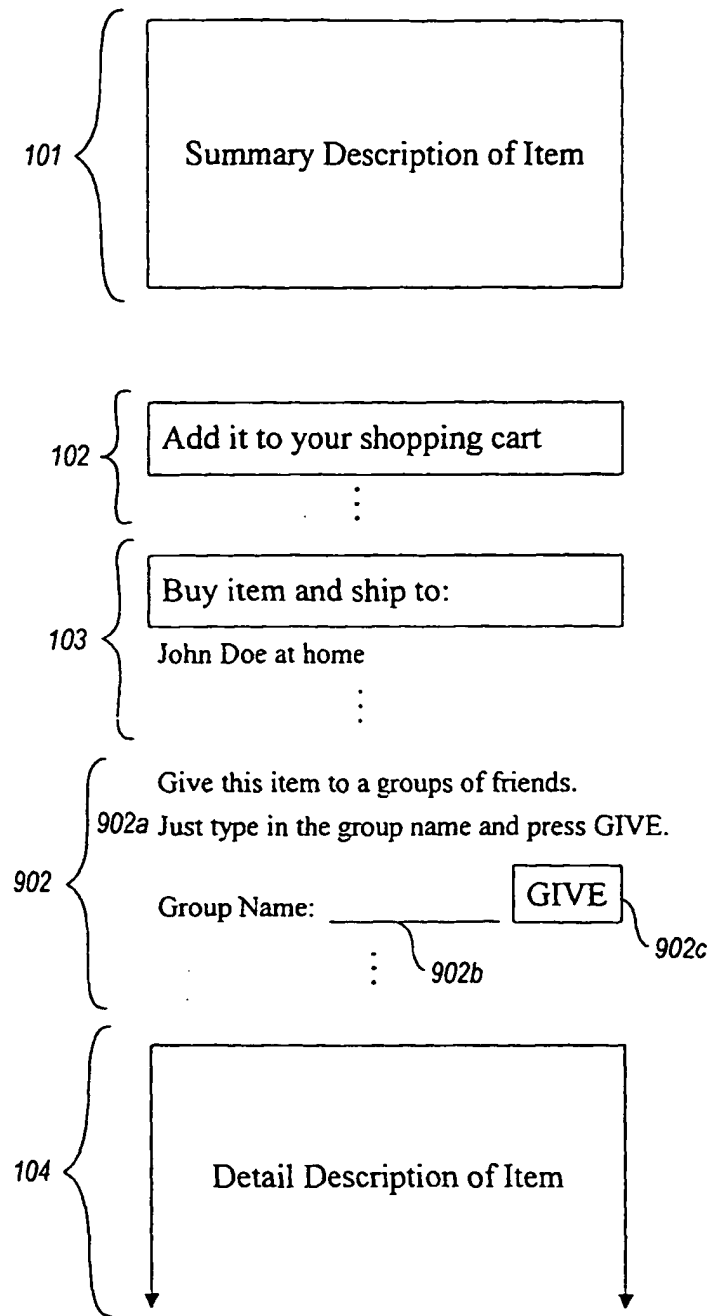 101
Summary Description of Item
102
Add it to your shopping cart
103
Buy item and ship to:
John Doe at home
902
Give this item to a groups of friends.
902a Just type in the group name and press GIVE.
Group Name: GIVE
902b
902c
104
Detail Description of Item